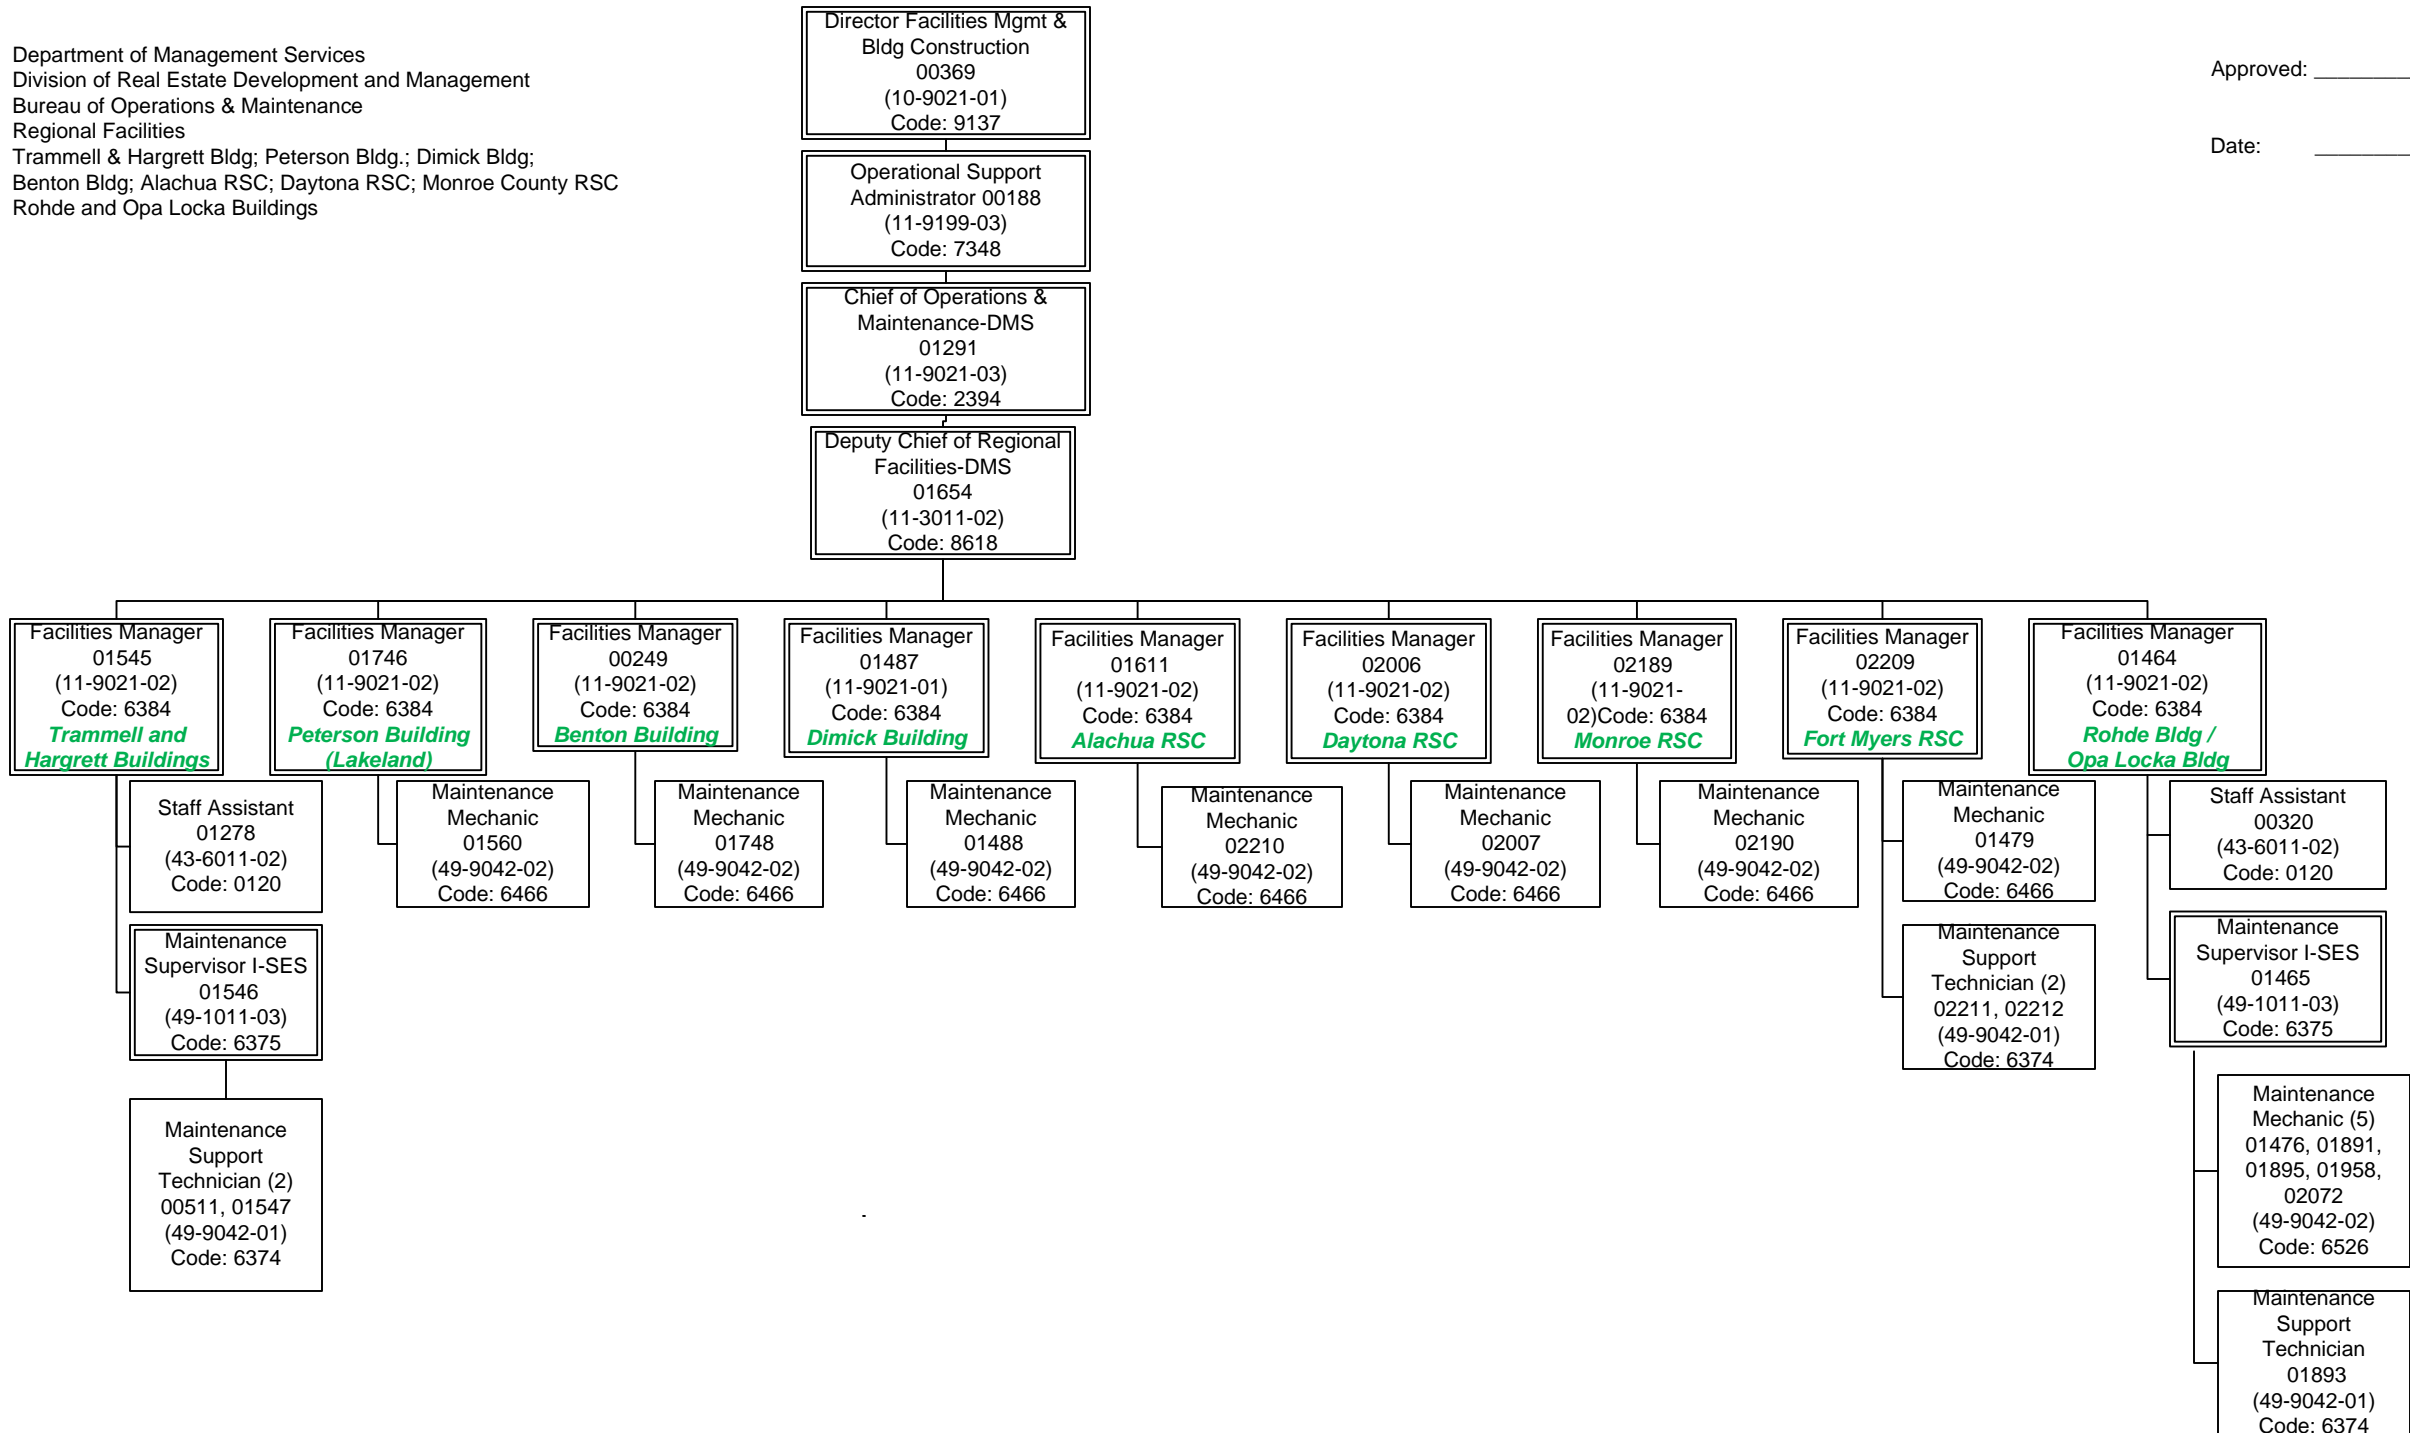 Department of Management Services
Division of Real Estate Development and Management
Bureau of Operations & Maintenance
Regional Facilities
Trammell & Hargrett Bldg; Peterson Bldg.; Dimick Bldg;
Benton Bldg; Alachua RSC; Daytona RSC; Monroe County RSC
Rohde and Opa Locka Buildings
Director Facilities Mgmt &
Bldg Construction
00369
(10-9021-01)
Code: 9137
Approved: _________
Date: _________
Operational Support
Administrator 00188
(11-9199-03)
Code: 7348
Chief of Operations &
Maintenance-DMS
01291
(11-9021-03)
Code: 2394
Deputy Chief of Regional
Facilities-DMS
01654
(11-3011-02)
Code: 8618
Facilities Manager
01545
(11-9021-02)
Code: 6384
Trammell and
Hargrett Buildings
Facilities Manager
01746
(11-9021-02)
Code: 6384
Peterson Building
(Lakeland)
Facilities Manager
00249
(11-9021-02)
Code: 6384
Benton Building
Facilities Manager
01487
(11-9021-01)
Code: 6384
Dimick Building
Facilities Manager
01611
(11-9021-02)
Code: 6384
Alachua RSC
Facilities Manager
02006
(11-9021-02)
Code: 6384
Daytona RSC
Facilities Manager
02189
(11-9021-
02)Code: 6384
Monroe RSC
Facilities Manager
02209
(11-9021-02)
Code: 6384
Fort Myers RSC
Facilities Manager
01464
(11-9021-02)
Code: 6384
Rohde Bldg /
Opa Locka Bldg
Staff Assistant
01278
(43-6011-02)
Code: 0120
Maintenance
Mechanic
01560
(49-9042-02)
Code: 6466
Maintenance
Mechanic
01748
(49-9042-02)
Code: 6466
Maintenance
Mechanic
01488
(49-9042-02)
Code: 6466
Maintenance
Mechanic
02210
(49-9042-02)
Code: 6466
Maintenance
Mechanic
02007
(49-9042-02)
Code: 6466
Maintenance
Mechanic
02190
(49-9042-02)
Code: 6466
Maintenance
Mechanic
01479
(49-9042-02)
Code: 6466
Staff Assistant
00320
(43-6011-02)
Code: 0120
Maintenance
Supervisor I-SES
01546
(49-1011-03)
Code: 6375
Maintenance
Support
Technician (2)
02211, 02212
(49-9042-01)
Code: 6374
Maintenance
Supervisor I-SES
01465
(49-1011-03)
Code: 6375
Maintenance
Support
Technician (2)
00511, 01547
(49-9042-01)
Code: 6374
Maintenance
Mechanic (5)
01476, 01891,
01895, 01958,
02072
(49-9042-02)
Code: 6526
-
Maintenance
Support
Technician
01893
(49-9042-01)
Code: 6374